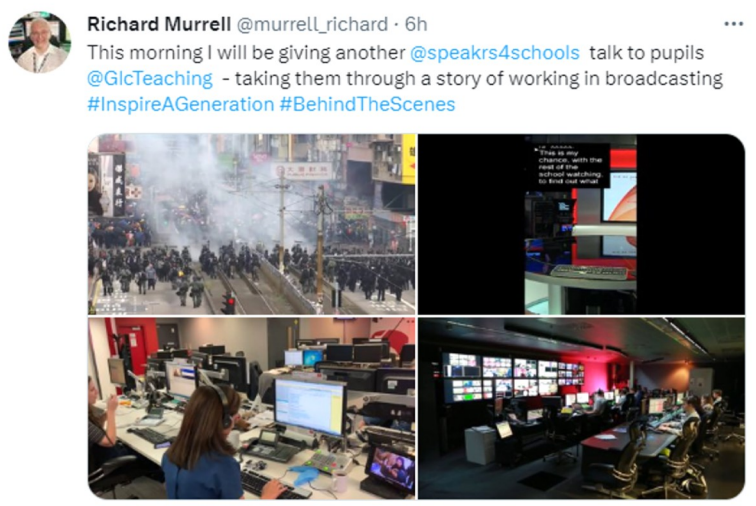 Richard Murrell @murrell_richard · 6h
This morning I will be giving another @speakrs4schools talk to pupils
@GlcTeaching - taking them through a story of working in broadcasting
#InspireAGeneration #BehindTheScenes
This is my
chance, with the
rest of the
school watching,
to find out what